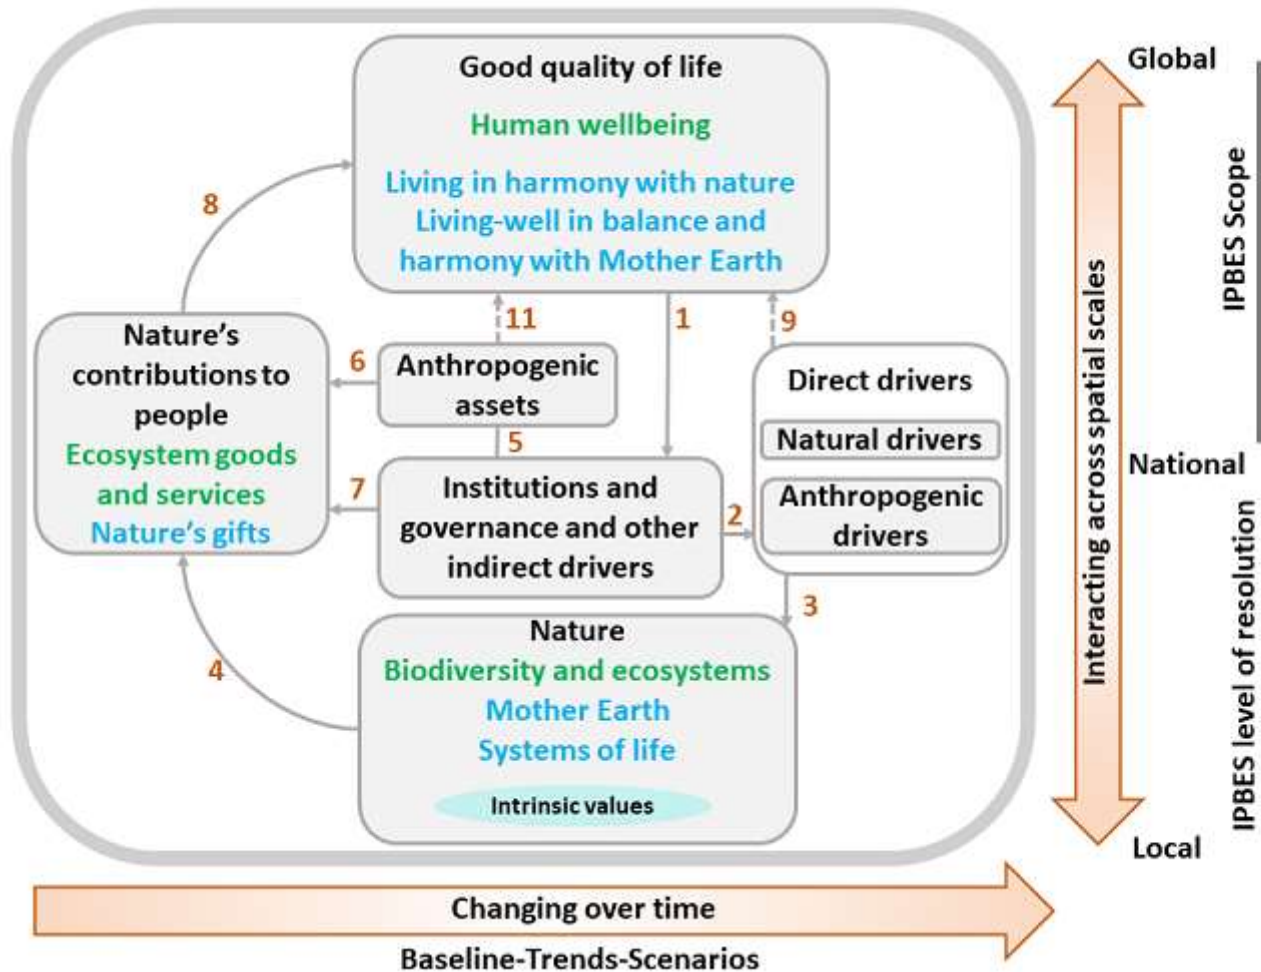 Good quality of life
Human wellbeing
Living in harmony with nature
Living-well in balance and
harmony with Mother Earth
8
11
1
9
Nature's
contributions to
people
Ecosystem goods
and services
Nature's gifts
6
Anthropogenic
assets
5
7
Institutions and
governance and other
indirect drivers
2
Direct drivers
Natural drivers
Anthropogenic
drivers
3
4
Nature
Biodiversity and ecosystems
Mother Earth
Systems of life
Intrinsic values
Global
National
Local
Interacting across spatial scales
IPBES Scope
IPBES level of resolution
Changing over time
Baseline-Trends-Scenarios